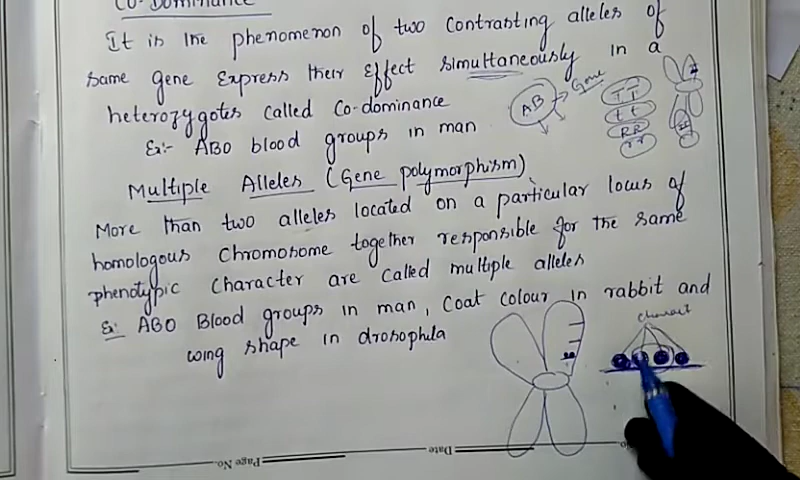 Co-Dominance
It is the phenomenon of two contrasting alleles of
same gene express their effect simultaneously in a
heterozygotes called Co-dominance
Ex:- ABO blood groups in man
AB
Gene
TT
tt
RR
rr
Multiple Alleles (Gene polymorphism)
More than two alleles located on a particular locus of
homologous Chromosome together responsible for the same
phenotypic Character are called multiple alleles
Ex: ABO Blood groups in man, Coat colour in rabbit and
wing shape in drosophila
Page No.
Date